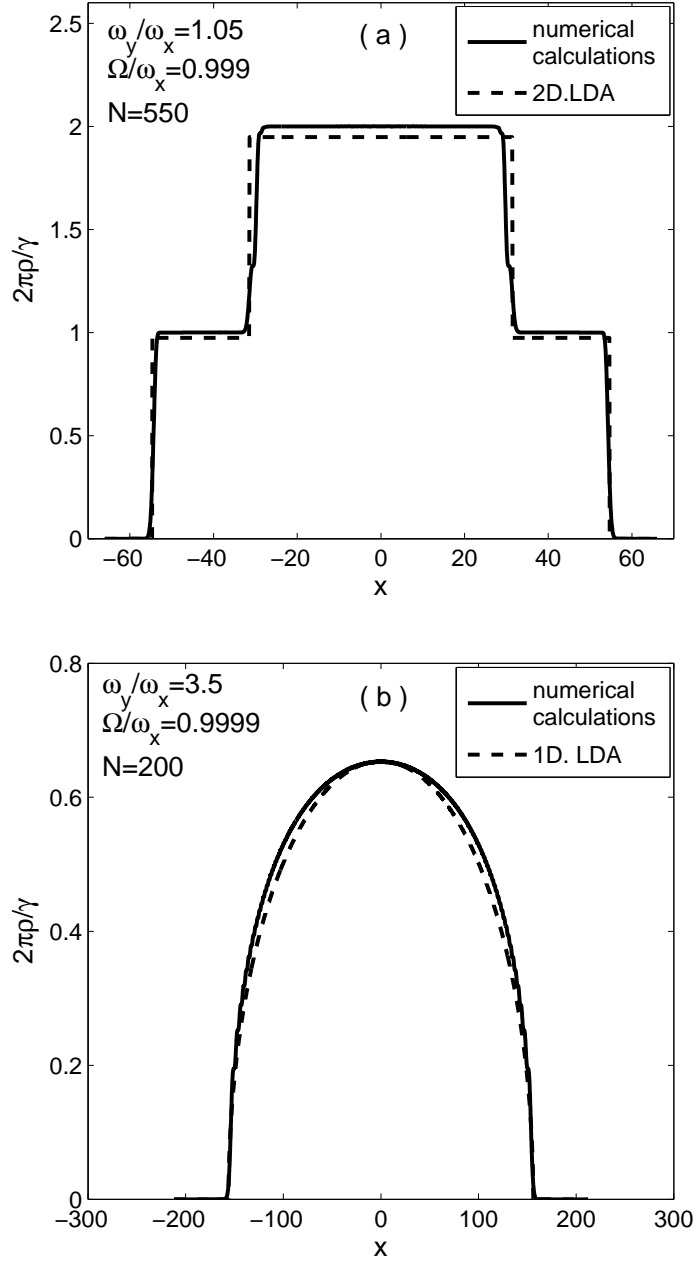 2.5
2
1.5
1
0.5
0
2πρ/γ
ω_y/ω_x=1.05
Ω/ω_x=0.999
N=550
( a )
numerical
calculations
2D.LDA
−60 −40 −20 0 20 40 60
x
0.8
0.6
0.4
0.2
0
2πρ/γ
ω_y/ω_x=3.5
Ω/ω_x=0.9999
N=200
( b )
numerical
calculations
1D. LDA
−300 −200 −100 0 100 200 300
x